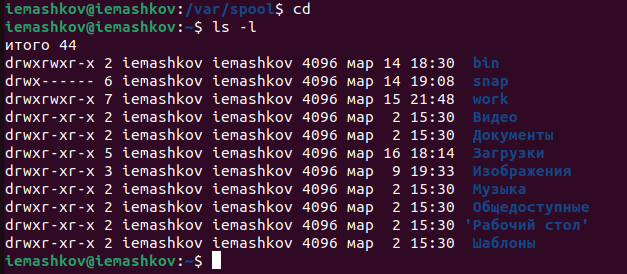 iemashkov@iemashkov:/var/spool$ cd
iemashkov@iemashkov:~$ ls -l
итого 44
drwxrwxr-x 2 iemashkov iemashkov 4096 мар 14 18:30  bin
drwx------ 6 iemashkov iemashkov 4096 мар 14 19:08  snap
drwxrwxr-x 7 iemashkov iemashkov 4096 мар 15 21:48  work
drwxr-xr-x 2 iemashkov iemashkov 4096 мар  2 15:30  Видео
drwxr-xr-x 2 iemashkov iemashkov 4096 мар  2 15:30  Документы
drwxr-xr-x 5 iemashkov iemashkov 4096 мар 16 18:14  Загрузки
drwxr-xr-x 3 iemashkov iemashkov 4096 мар  9 19:33  Изображения
drwxr-xr-x 2 iemashkov iemashkov 4096 мар  2 15:30  Музыка
drwxr-xr-x 2 iemashkov iemashkov 4096 мар  2 15:30  Общедоступные
drwxr-xr-x 2 iemashkov iemashkov 4096 мар  2 15:30 'Рабочий стол'
drwxr-xr-x 2 iemashkov iemashkov 4096 мар  2 15:30  Шаблоны
iemashkov@iemashkov:~$